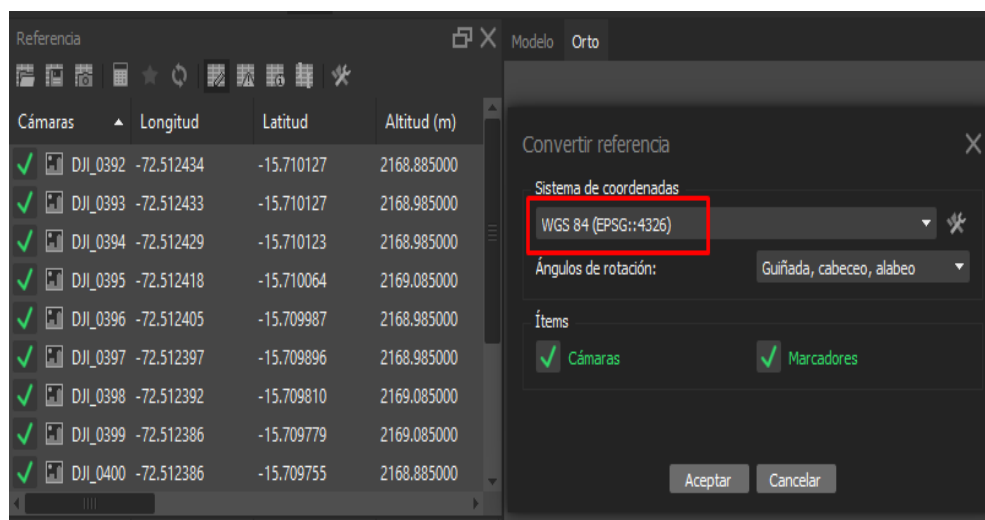 Referencia
Cámaras Longitud Latitud Altitud (m)
DJI_0392 -72.512434 -15.710127 2168.885000
DJI_0393 -72.512433 -15.710127 2168.985000
DJI_0394 -72.512429 -15.710123 2168.985000
DJI_0395 -72.512418 -15.710064 2169.085000
DJI_0396 -72.512405 -15.709987 2168.985000
DJI_0397 -72.512397 -15.709896 2168.985000
DJI_0398 -72.512392 -15.709810 2169.085000
DJI_0399 -72.512386 -15.709779 2169.085000
DJI_0400 -72.512386 -15.709755 2168.885000
Modelo Orto
Convertir referencia
Sistema de coordenadas
WGS 84 (EPSG::4326)
Ángulos de rotación: Guiñada, cabeceo, alabeo
Ítems
Cámaras Marcadores
Aceptar Cancelar